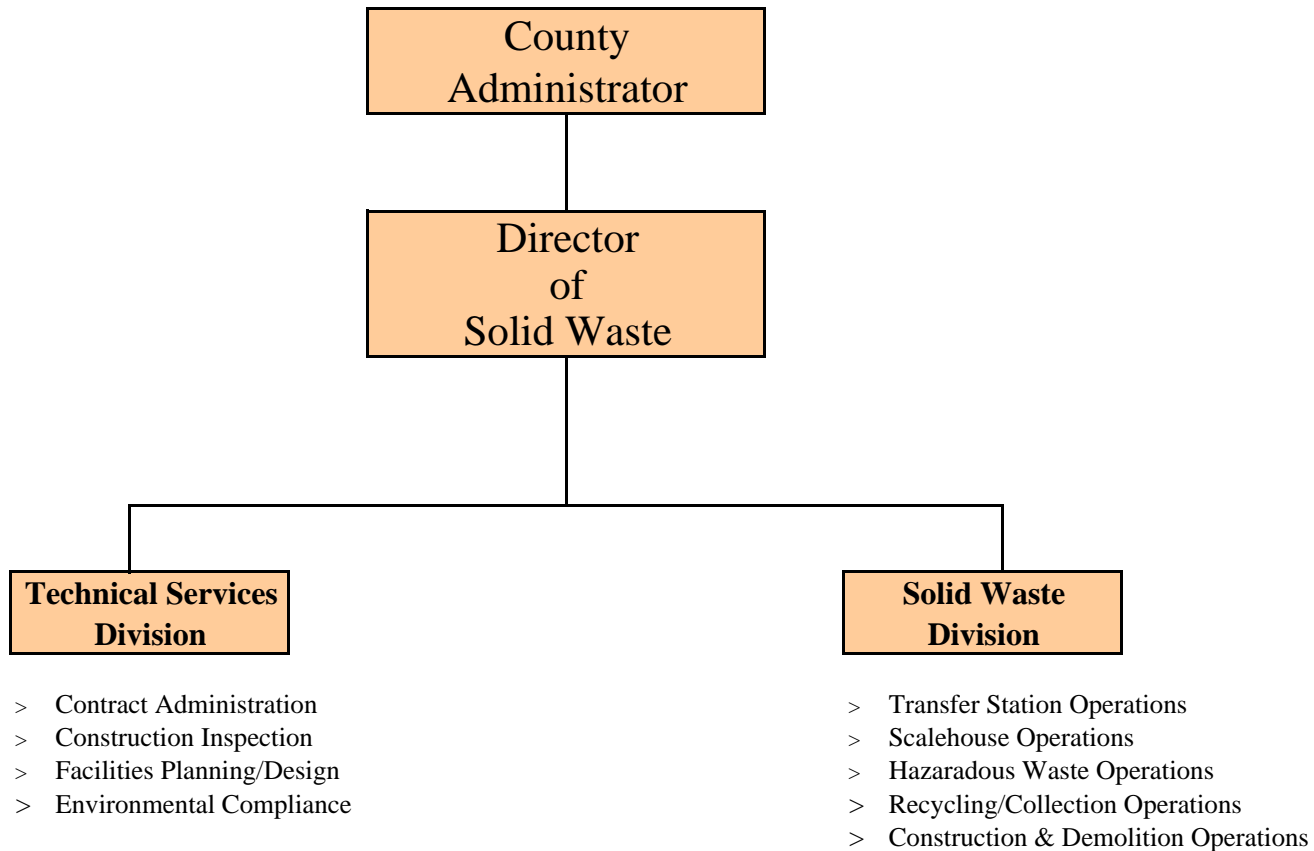 County
Administrator
Director
of
Solid Waste
Technical Services
Division
> Contract Administration
> Construction Inspection
> Facilities Planning/Design
> Environmental Compliance
Solid Waste
Division
> Transfer Station Operations
> Scalehouse Operations
> Hazaradous Waste Operations
> Recycling/Collection Operations
> Construction & Demolition Operations